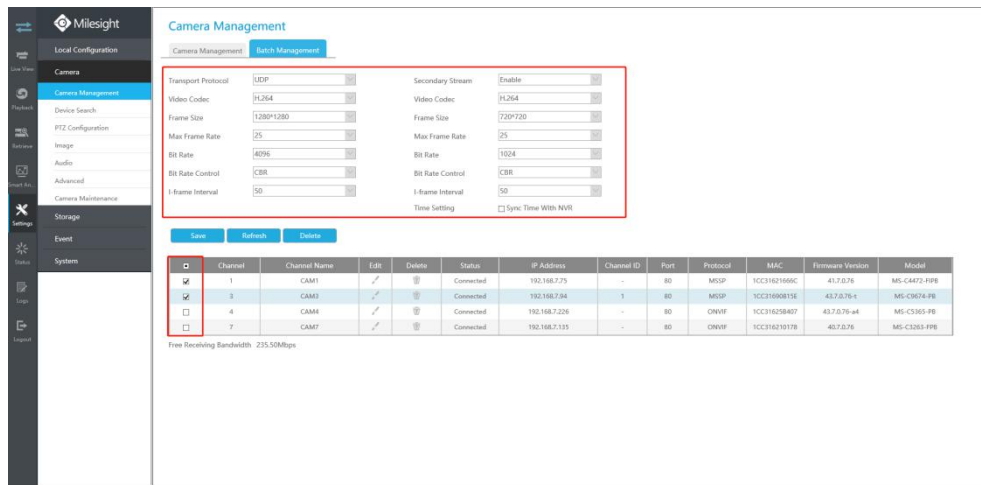 Milesight
Local Configuration
Camera
Camera Management
Device Search
PTZ Configuration
Image
Audio
Advanced
Camera Maintenance
Storage
Event
System
Live View
Playback
Retrieve
Smart An...
Settings
Status
Logs
Logout
Camera Management
Camera Management Batch Management
Transport Protocol UDP Secondary Stream Enable
Video Codec H.264 Video Codec H.264
Frame Size 1280*1280 Frame Size 720*720
Max Frame Rate 25 Max Frame Rate 25
Bit Rate 4096 Bit Rate 1024
Bit Rate Control CBR Bit Rate Control CBR
I-frame Interval 50 I-frame Interval 50
Time Setting Sync Time With NVR
Save Refresh Delete
Channel Channel Name Edit Delete Status IP Address Channel ID Port Protocol MAC Firmware Version Model
1 CAM1 Connected 192.168.7.75 - 80 MSSP 1CC31621666C 41.7.0.76 MS-C4472-FIPB
3 CAM3 Connected 192.168.7.94 1 80 MSSP 1CC31690815E 43.7.0.76-t MS-C9674-PB
4 CAM4 Connected 192.168.7.226 - 80 ONVIF 1CC316258407 43.7.0.76-a4 MS-C5365-PB
7 CAM7 Connected 192.168.7.135 - 80 ONVIF 1CC316210178 40.7.0.76 MS-C3263-FPB
Free Receiving Bandwidth 235.50Mbps